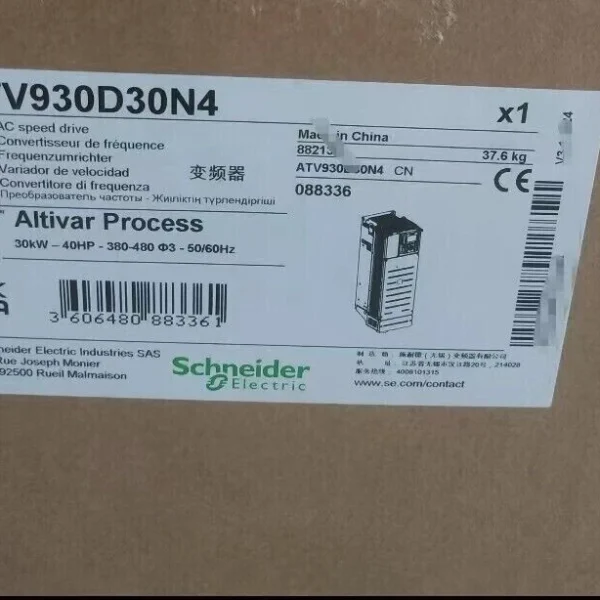 TV930D30N4
x1
AC speed drive
Convertisseur de fréquence
Frequenzumrichter
Variador de velocidad
变频器
Convertitore di frequenza
Преобразователь частоты - Жиіліктің түрлендіргіші
in China
37.6 kg
CN
088336
CE
Altivar Process
30kW – 40HP - 380-480 Φ3 - 50/60Hz
3 606480 883361
Schneider Electric Industries SAS
Rue Joseph Monier
92500 Rueil Malmaison
Schneider
Electric
4008101315
www.se.com/contact